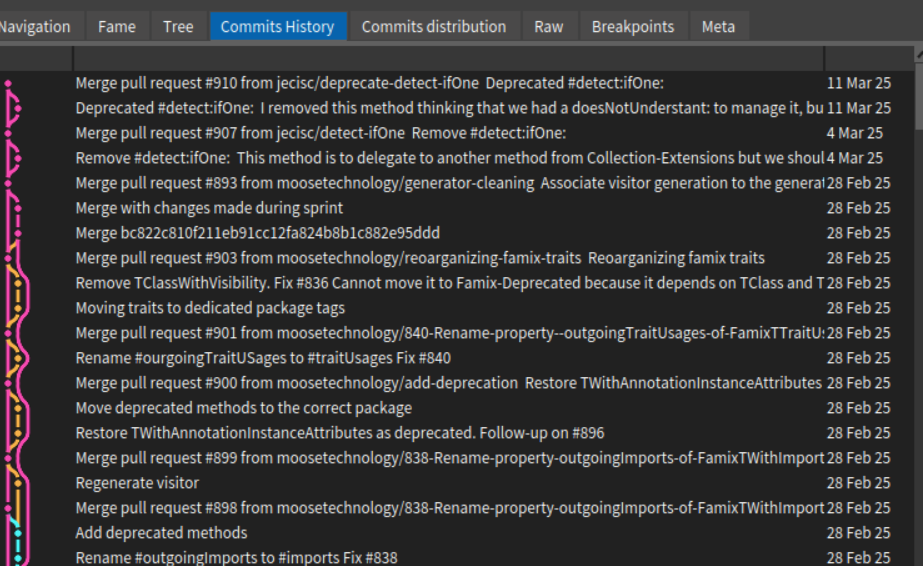 Navigation Fame Tree Commits History Commits distribution Raw Breakpoints Meta
Merge pull request #910 from jecisc/deprecate-detect-ifOne Deprecated #detect:ifOne: 11 Mar 25
Deprecated #detect:ifOne: I removed this method thinking that we had a doesNotUnderstant: to manage it, bu 11 Mar 25
Merge pull request #907 from jecisc/detect-ifOne Remove #detect:ifOne: 4 Mar 25
Remove #detect:ifOne: This method is to delegate to another method from Collection-Extensions but we shoul 4 Mar 25
Merge pull request #893 from moosetechnology/generator-cleaning Associate visitor generation to the generat 28 Feb 25
Merge with changes made during sprint 28 Feb 25
Merge bc822c810f211eb91cc12fa824b8b1c882e95ddd 28 Feb 25
Merge pull request #903 from moosetechnology/reoarganizing-famix-traits Reoarganizing famix traits 28 Feb 25
Remove TClassWithVisibility. Fix #836 Cannot move it to Famix-Deprecated because it depends on TClass and T 28 Feb 25
Moving traits to dedicated package tags 28 Feb 25
Merge pull request #901 from moosetechnology/840-Rename-property--outgoingTraitUsages-of-FamixTTraitU 28 Feb 25
Rename #ourgoingTraitUSages to #traitUsages Fix #840 28 Feb 25
Merge pull request #900 from moosetechnology/add-deprecation Restore TWithAnnotationInstanceAttributes 28 Feb 25
Move deprecated methods to the correct package 28 Feb 25
Restore TWithAnnotationInstanceAttributes as deprecated. Follow-up on #896 28 Feb 25
Merge pull request #899 from moosetechnology/838-Rename-property-outgoingImports-of-FamixTWithImport 28 Feb 25
Regenerate visitor 28 Feb 25
Merge pull request #898 from moosetechnology/838-Rename-property-outgoingImports-of-FamixTWithImport 28 Feb 25
Add deprecated methods 28 Feb 25
Rename #outgoingImports to #imports Fix #838 28 Feb 25